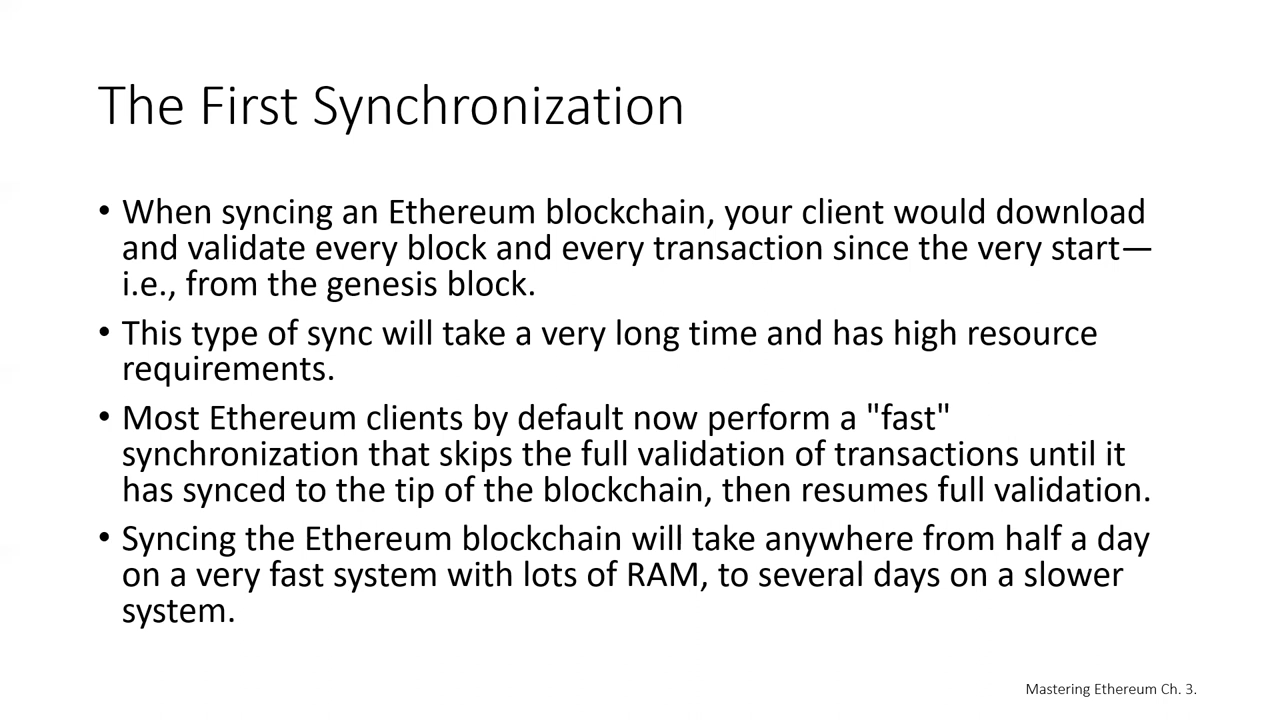 The First Synchronization
• When syncing an Ethereum blockchain, your client would download
and validate every block and every transaction since the very start—
i.e., from the genesis block.
• This type of sync will take a very long time and has high resource
requirements.
• Most Ethereum clients by default now perform a "fast"
synchronization that skips the full validation of transactions until it
has synced to the tip of the blockchain, then resumes full validation.
• Syncing the Ethereum blockchain will take anywhere from half a day
on a very fast system with lots of RAM, to several days on a slower
system.
Mastering Ethereum Ch. 3.